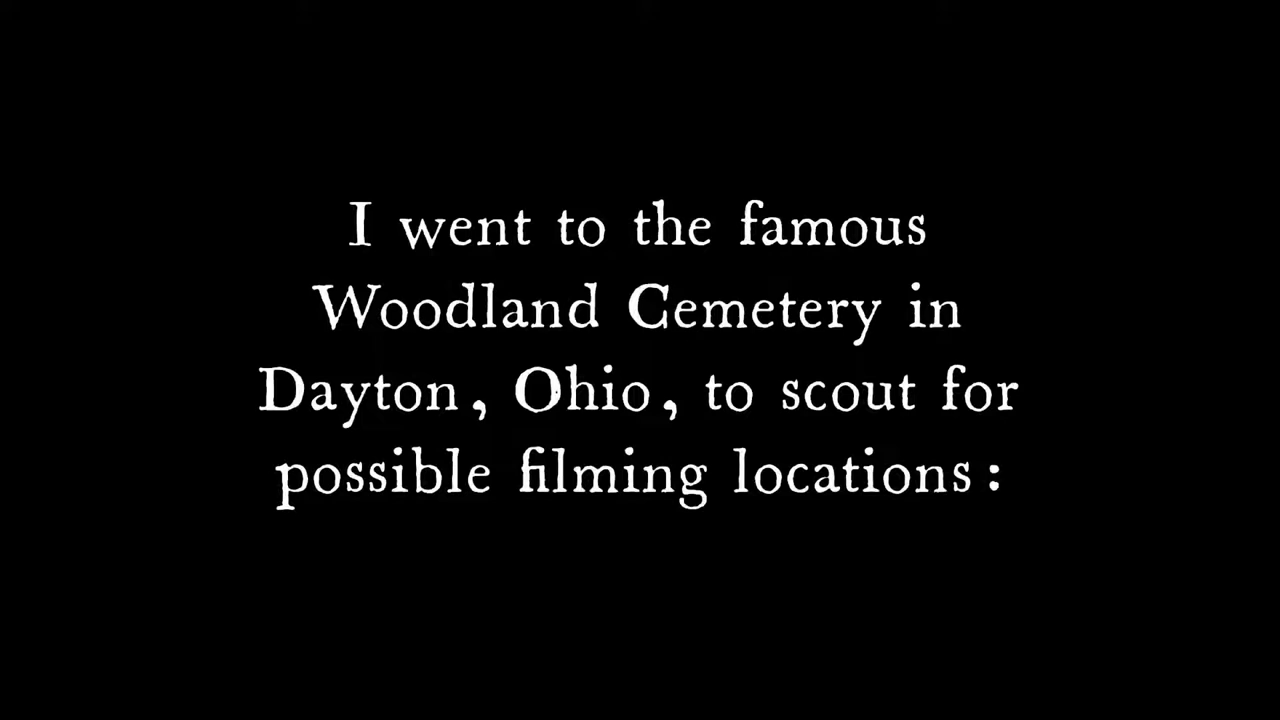 I went to the famous
Woodland Cemetery in
Dayton, Ohio, to scout for
possible filming locations: